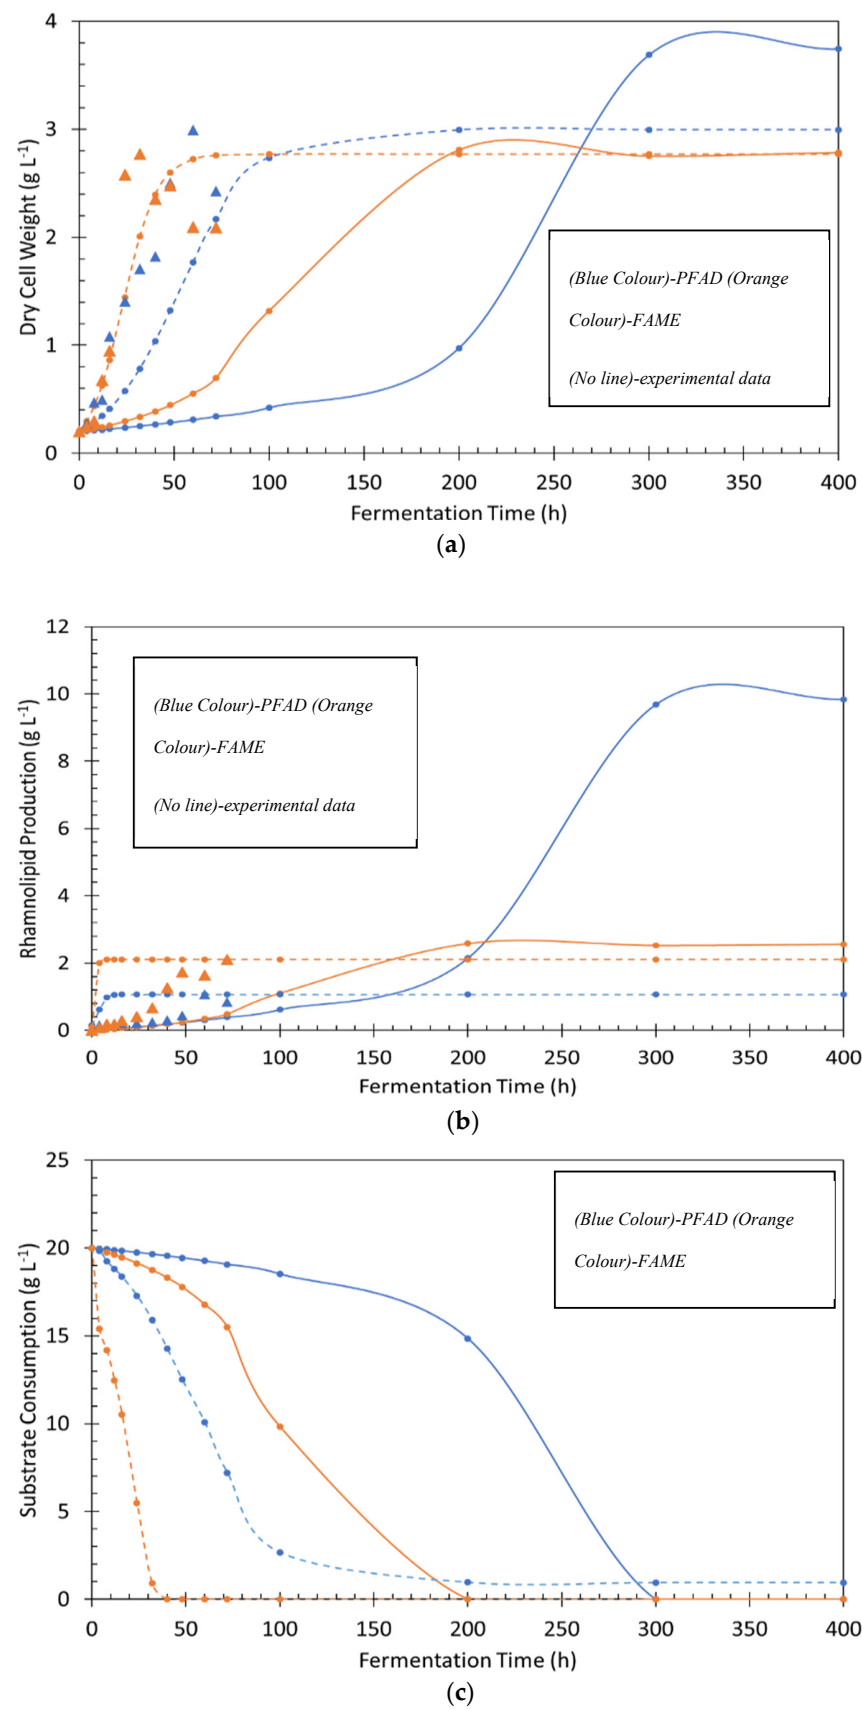 4
3
2
1
0
Dry Cell Weight (g L-1)
(Blue Colour)-PFAD (Orange
Colour)-FAME
(No line)-experimental data
0 50 100 150 200 250 300 350 400
Fermentation Time (h)
(a)
12
10
8
6
4
2
0
Rhamnolipid Production (g L-1)
(Blue Colour)-PFAD (Orange
Colour)-FAME
(No line)-experimental data
0 50 100 150 200 250 300 350 400
Fermentation Time (h)
(b)
25
20
15
10
5
0
Substrate Consumption (g L-1)
(Blue Colour)-PFAD (Orange
Colour)-FAME
0 50 100 150 200 250 300 350 400
Fermentation Time (h)
(c)